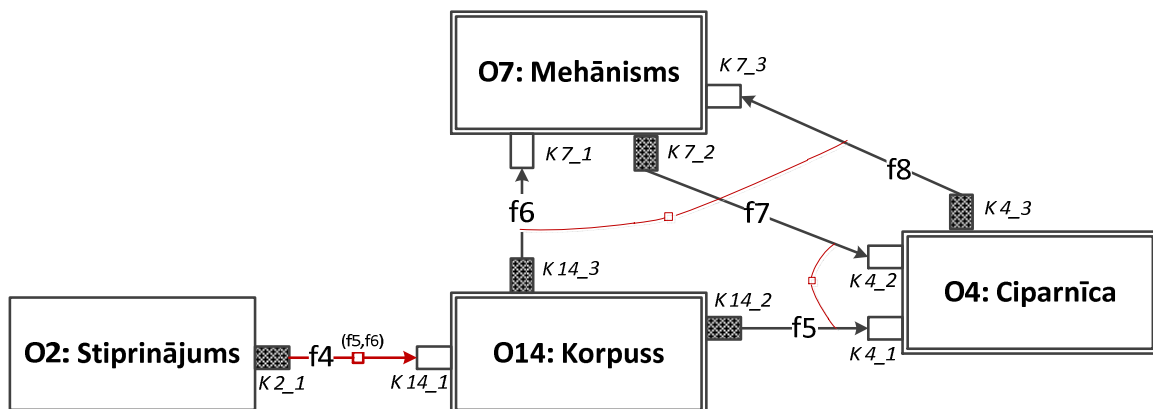 O7: Mehānisms
K 7_3
K 7_1
K 7_2
f8
f6
f7
K 4_3
K 14_3
K 4_2
O4: Ciparnīca
K 14_2
f5
K 4_1
O2: Stiprinājums
f4
(f5,f6)
O14: Korpuss
K 2_1
K 14_1